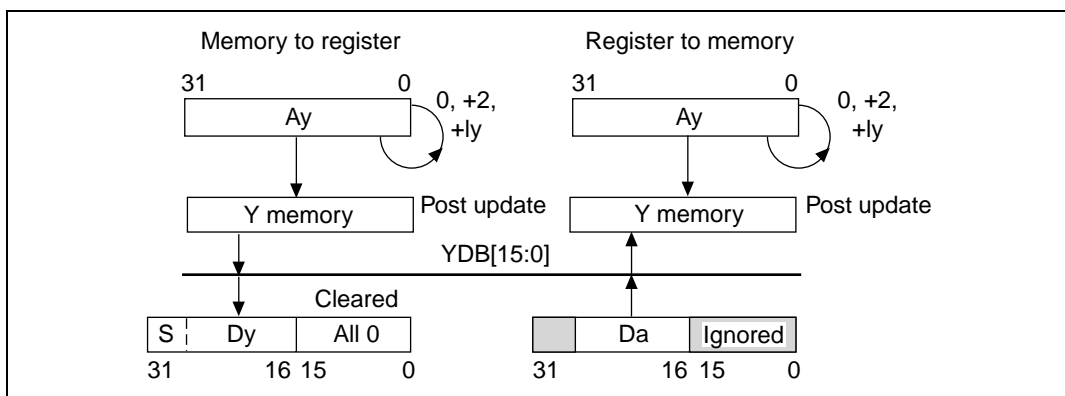 Memory to register
31 0
Ay
0, +2,
+Iy
Y memory
Post update
Register to memory
31 0
Ay
0, +2,
+Iy
Y memory
Post update
YDB[15:0]
Cleared
S Dy All 0
31 16 15 0
Da Ignored
31 16 15 0